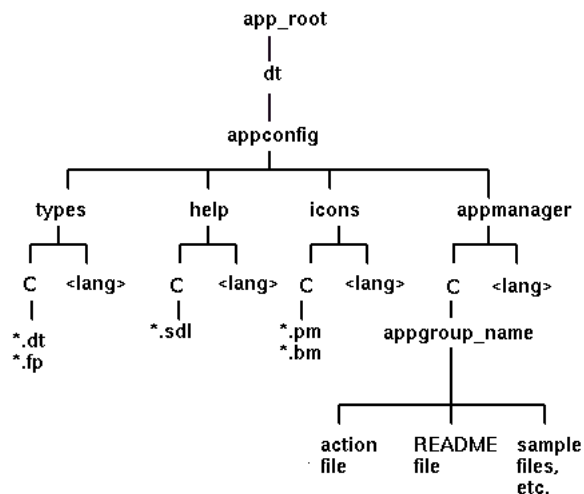 app_root
dt
appconfig
types help icons appmanager
C <lang> C <lang> C <lang> C <lang>
*.dt
*.fp
*.sdl
*.pm
*.bm
appgroup_name
action
file
README
file
sample
files,
etc.